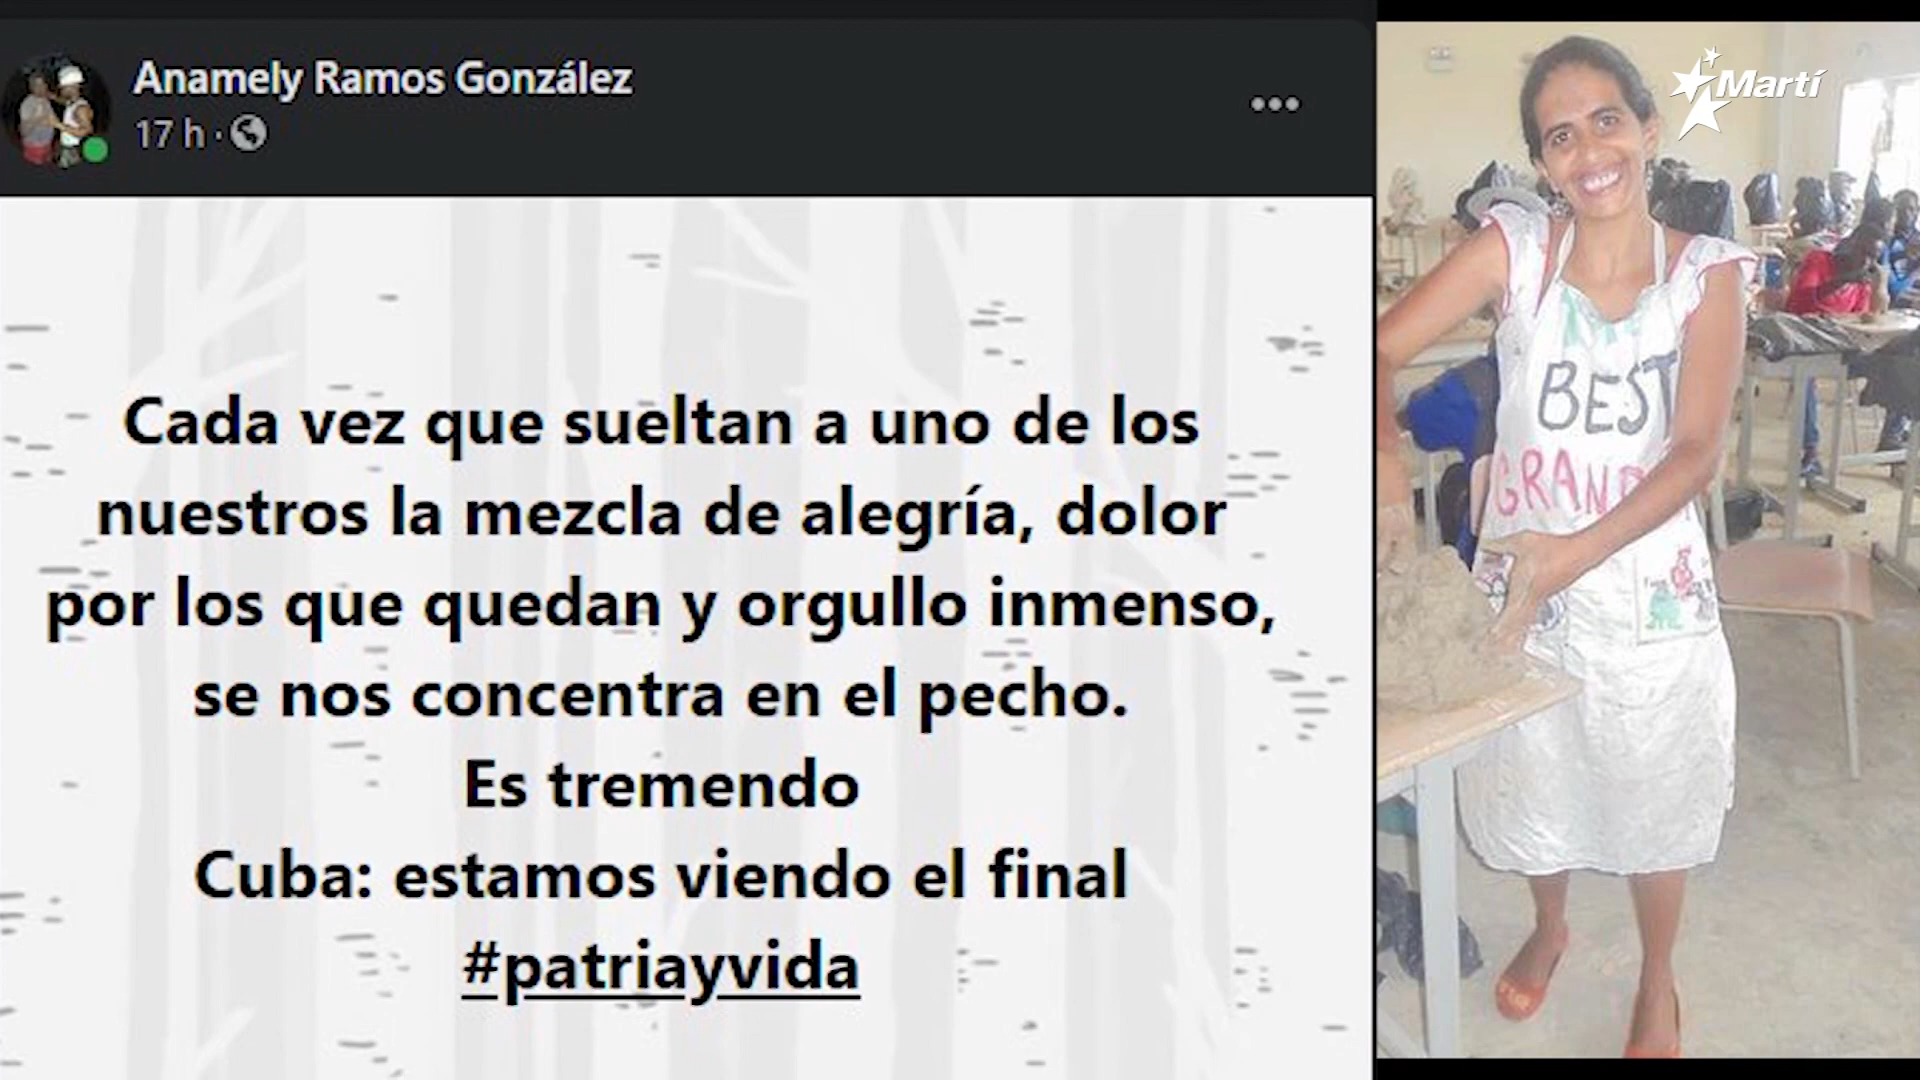 Anamely Ramos González
17 h ·
Cada vez que sueltan a uno de los
nuestros la mezcla de alegría, dolor
por los que quedan y orgullo inmenso,
se nos concentra en el pecho.
Es tremendo
Cuba: estamos viendo el final
#patriayvida
Martí
BEST
GRAND